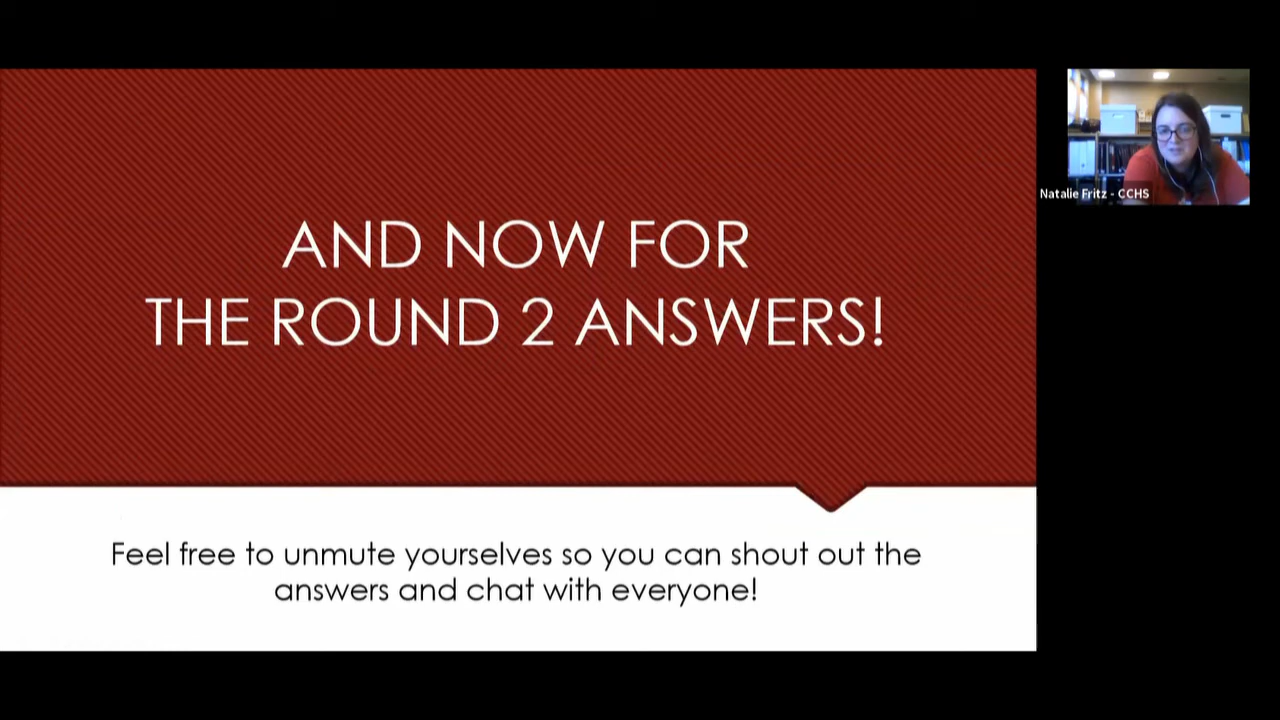 AND NOW FOR
THE ROUND 2 ANSWERS!
Feel free to unmute yourselves so you can shout out the
answers and chat with everyone!
Natalie Fritz - CCHS